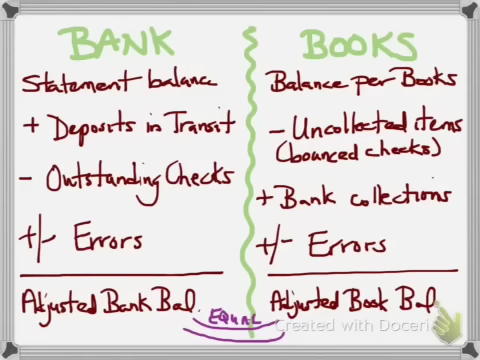 BANK
Statement balance
+ Deposits in Transit
- Outstanding Checks
+/- Errors
Adjusted Bank Bal.
BOOKS
Balance per Books
- Uncollected items
(bounced checks)
+ Bank collections
+/- Errors
Adjusted Book Bal
EQUAL
Created with Doceri